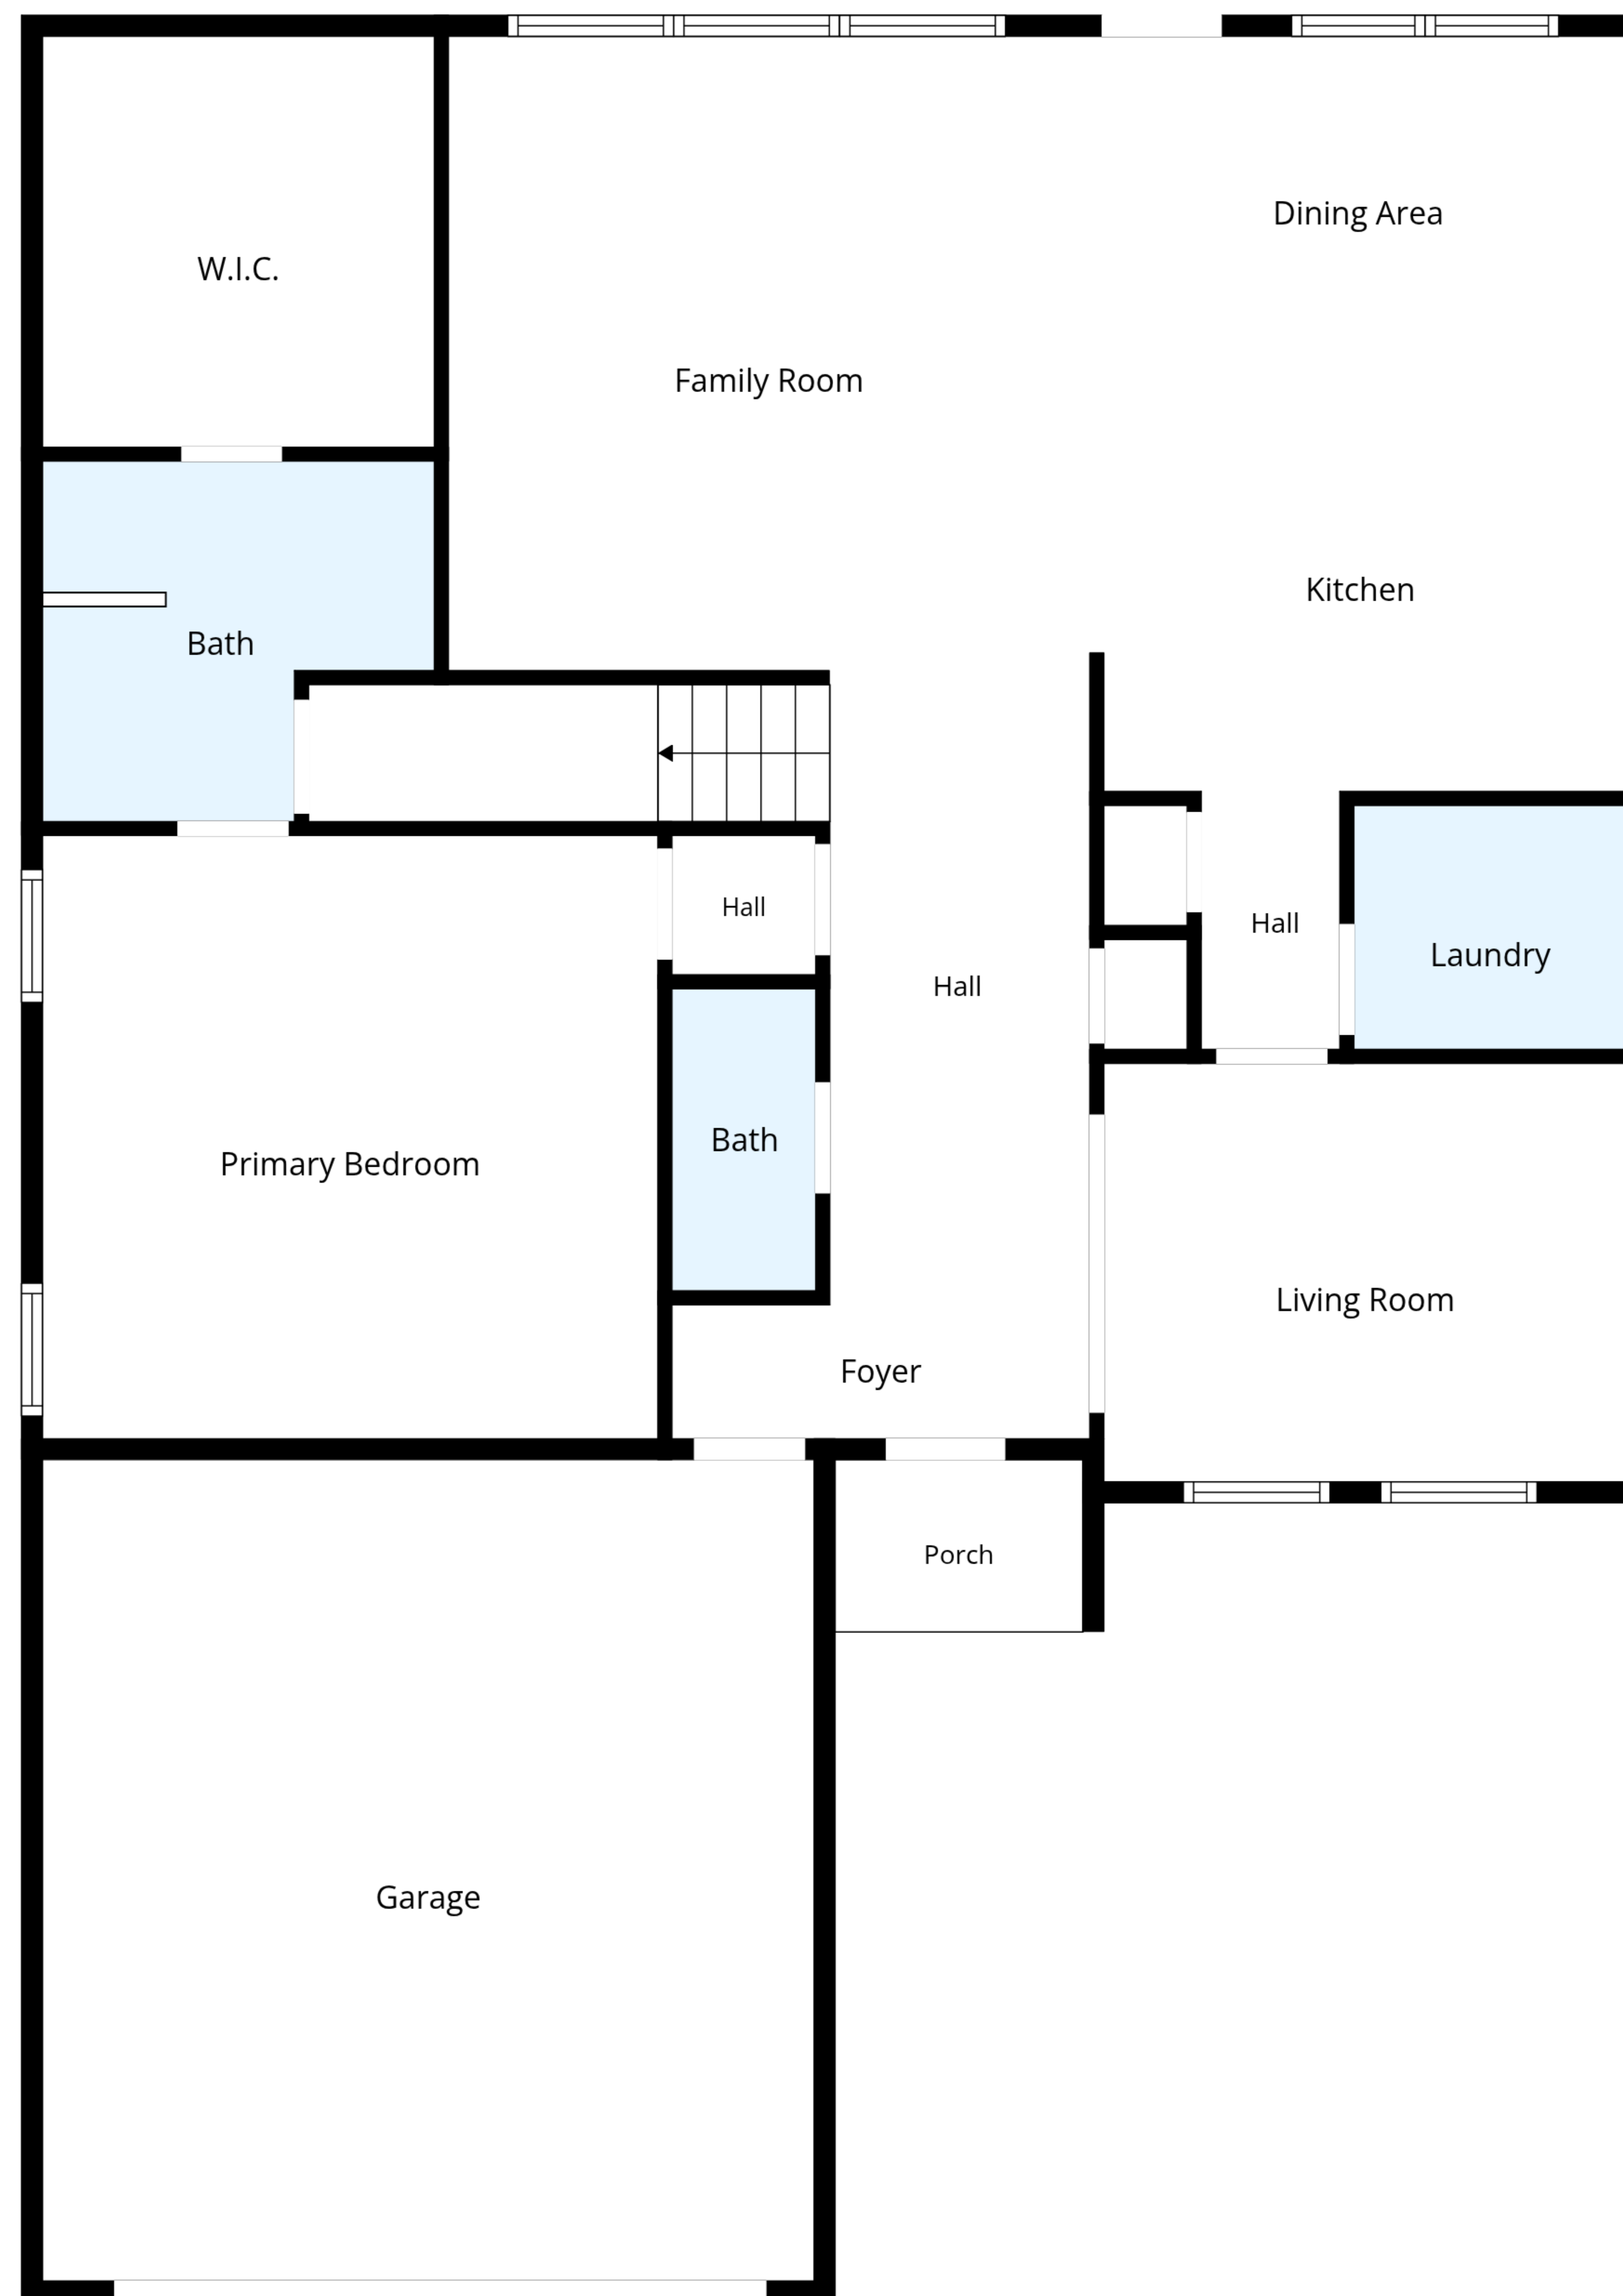 Dining Area
W.I.C.
Family Room
Kitchen
Bath
Hall
Hall
Laundry
Hall
Bath
Primary Bedroom
Living Room
Foyer
Porch
Garage